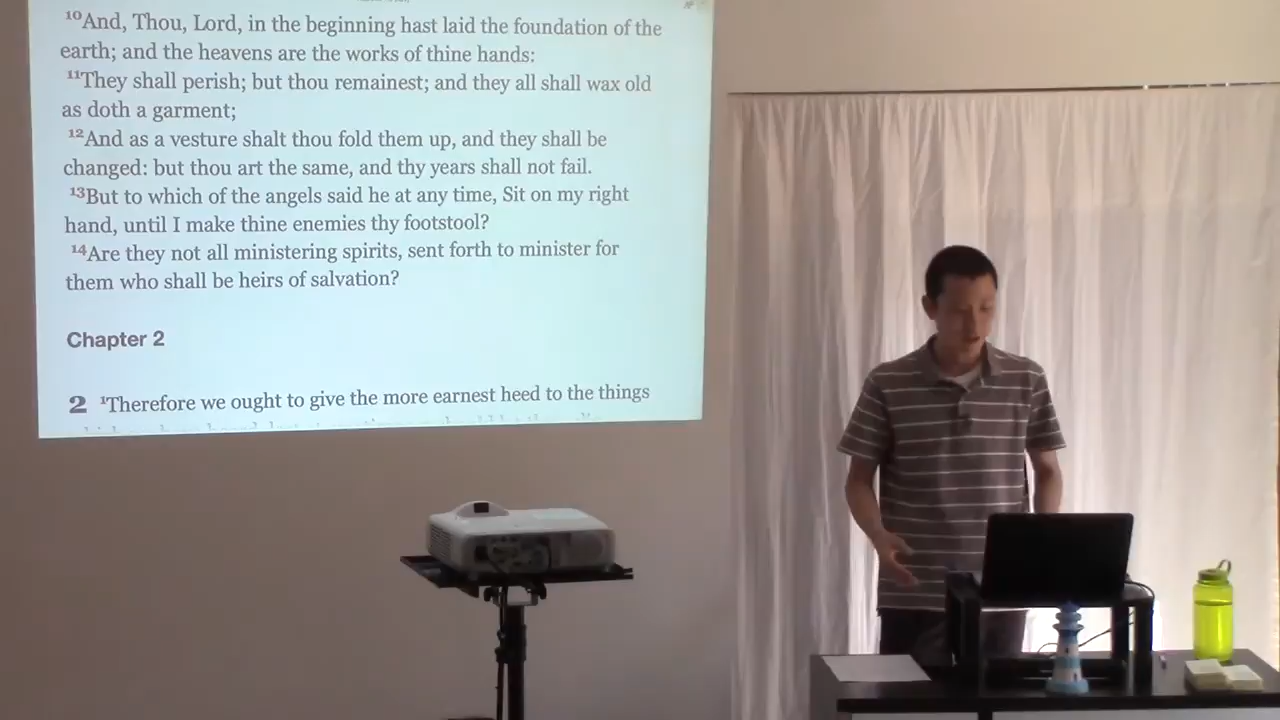 10And, Thou, Lord, in the beginning hast laid the foundation of the
earth; and the heavens are the works of thine hands:
11They shall perish; but thou remainest; and they all shall wax old
as doth a garment;
12And as a vesture shalt thou fold them up, and they shall be
changed: but thou art the same, and thy years shall not fail.
13But to which of the angels said he at any time, Sit on my right
hand, until I make thine enemies thy footstool?
14Are they not all ministering spirits, sent forth to minister for
them who shall be heirs of salvation?
Chapter 2
2 1Therefore we ought to give the more earnest heed to the things